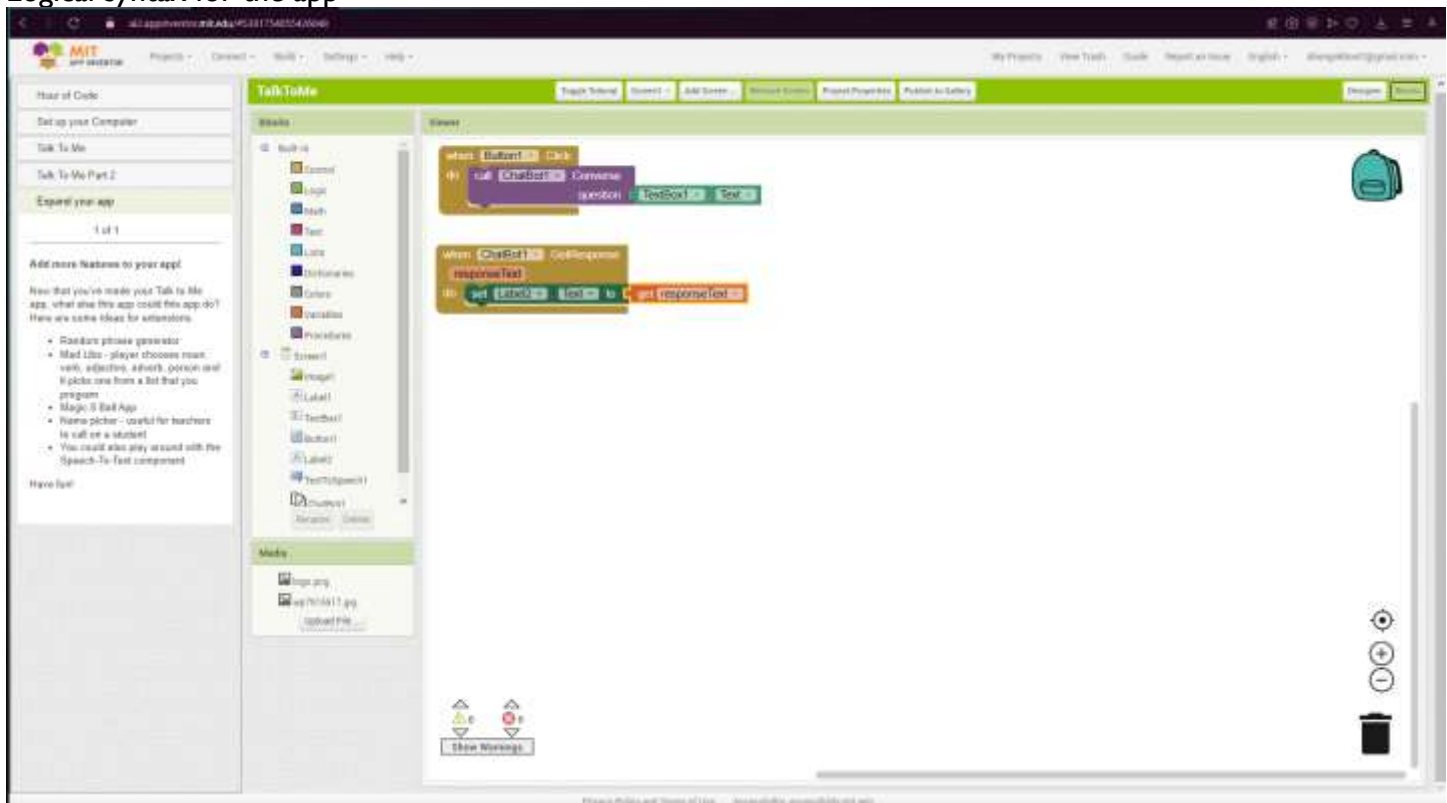 Logical syntax for the app
MIT
APP INVENTOR
Projects
Connect
Build
Settings
Help
My Projects
View Trash
Guide
Report an Issue
English
TalkToMe
Toggle Tutorial
Screen1
Add Screen ...
Remove Screen
Project Properties
Publish to Gallery
Designer
Blocks
Hour of Code
Set up your Computer
Talk To Me
Talk To Me Part 2
Expand your app
1 of 1
Add more features to your app!
Now that you've made your Talk to Me
app, what else this app could this app do?
Here are some ideas for extensions.
• Random phrase generator
• Mad Libs - player chooses noun,
verb, adjective, adverb, person and
it picks one from a list that you
program
• Magic 8 Ball App
• Name picker - useful for teachers
to call on a student
• You could also play around with the
Speech-To-Text component
Have fun!
Blocks
Built-in
Control
Logic
Math
Text
Lists
Dictionaries
Colors
Variables
Procedures
Screen1
Image1
Label1
TextBox1
Button1
Label2
TextToSpeech1
ChatBot1
Rename
Delete
Media
logo.png
Upload File ...
Viewer
when Button1 Click
do call ChatBot1 Converse
question TextBox1 Text
when ChatBot1 GotResponse
responseText
do set Label2 Text to get responseText
0
0
Show Warnings
Privacy Policy and Terms of Use